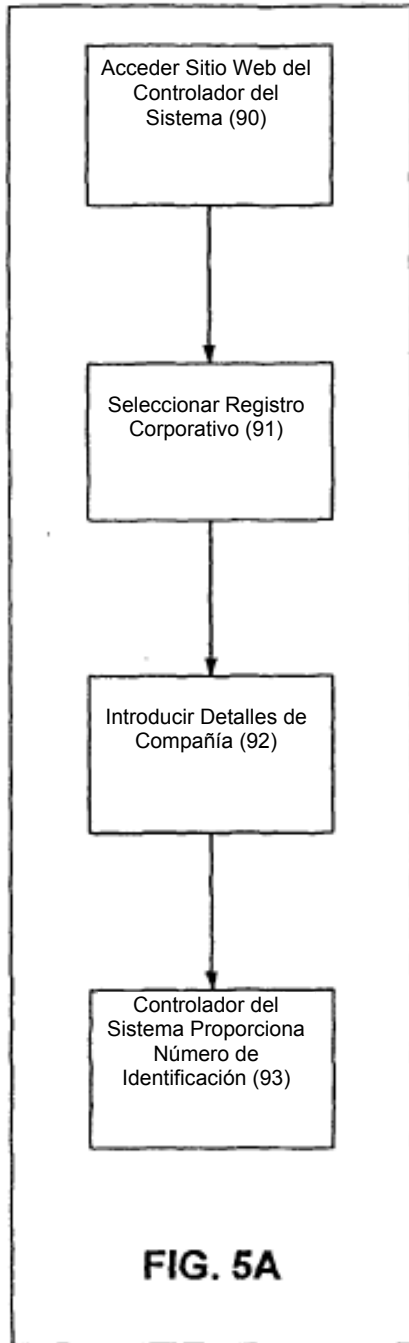 Acceder Sitio Web del
Controlador del
Sistema (90)
Seleccionar Registro
Corporativo (91)
Introducir Detalles de
Compañía (92)
Controlador del
Sistema Proporciona
Número de
Identificación (93)
FIG. 5A